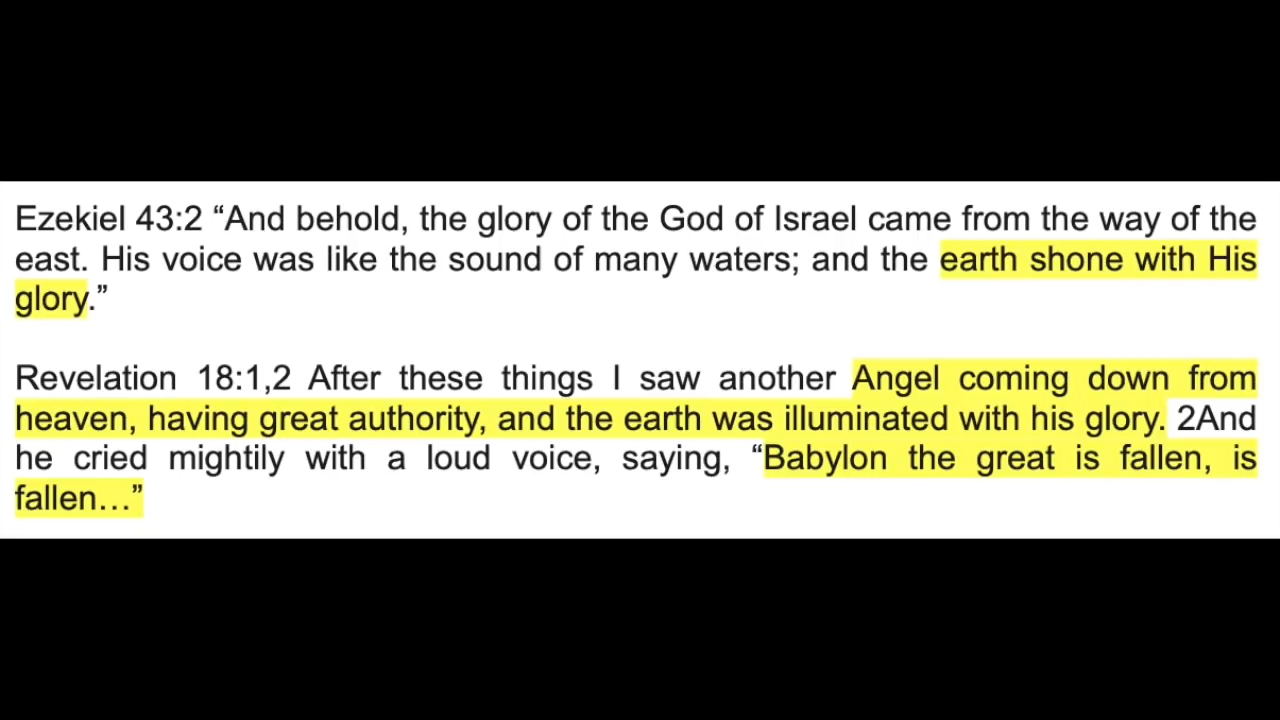 Ezekiel 43:2 “And behold, the glory of the God of Israel came from the way of the
east. His voice was like the sound of many waters; and the earth shone with His
glory.”
Revelation 18:1,2 After these things I saw another Angel coming down from
heaven, having great authority, and the earth was illuminated with his glory. 2And
he cried mightily with a loud voice, saying, “Babylon the great is fallen, is
fallen…”